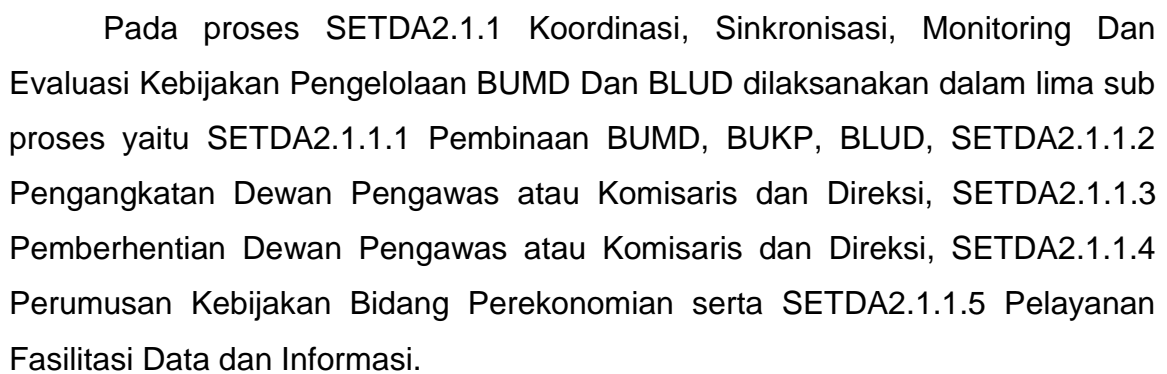 Pada proses SETDA2.1.1 Koordinasi, Sinkronisasi, Monitoring Dan
Evaluasi Kebijakan Pengelolaan BUMD Dan BLUD dilaksanakan dalam lima sub
proses yaitu SETDA2.1.1.1 Pembinaan BUMD, BUKP, BLUD, SETDA2.1.1.2
Pengangkatan Dewan Pengawas atau Komisaris dan Direksi, SETDA2.1.1.3
Pemberhentian Dewan Pengawas atau Komisaris dan Direksi, SETDA2.1.1.4
Perumusan Kebijakan Bidang Perekonomian serta SETDA2.1.1.5 Pelayanan
Fasilitasi Data dan Informasi.